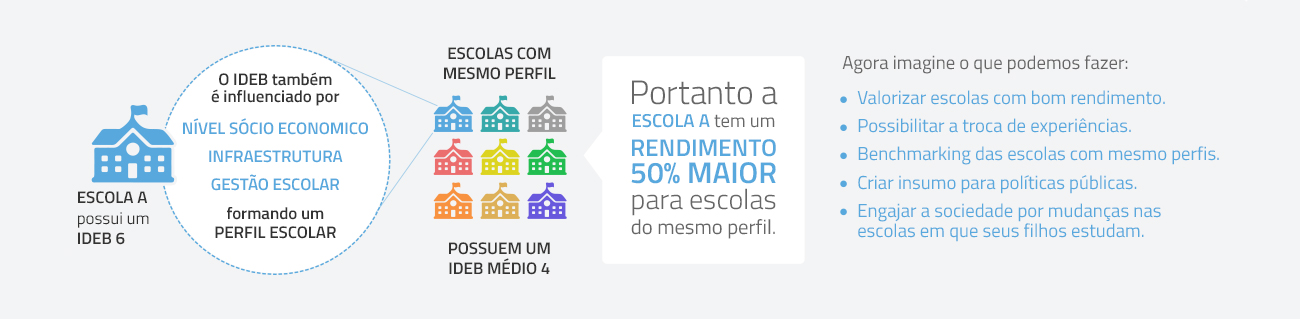 ESCOLA A
possui um
IDEB 6
O IDEB também
é influenciado por
NÍVEL SÓCIO ECONOMICO
INFRAESTRUTURA
GESTÃO ESCOLAR
formando um
PERFIL ESCOLAR
ESCOLAS COM
MESMO PERFIL
POSSUEM UM
IDEB MÉDIO 4
Portanto a
ESCOLA A tem um
RENDIMENTO
50% MAIOR
para escolas
do mesmo perfil.
Agora imagine o que podemos fazer:
• Valorizar escolas com bom rendimento.
• Possibilitar a troca de experiências.
• Benchmarking das escolas com mesmo perfis.
• Criar insumo para políticas públicas.
• Engajar a sociedade por mudanças nas
escolas em que seus filhos estudam.